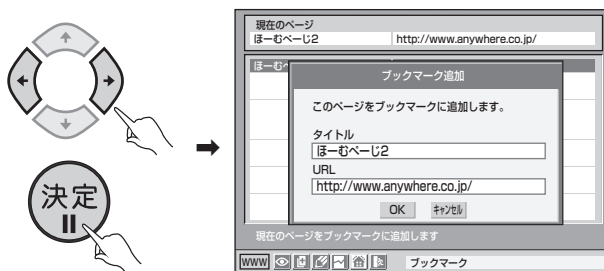 決定
現在のページ
ほーむぺーじ2 http://www.anywhere.co.jp/
ほーむぺ
ブックマーク追加
このページをブックマークに追加します。
タイトル
ほーむぺーじ2
URL
http://www.anywhere.co.jp/
OK キャンセル
現在のページをブックマークに追加します
WWW ブックマーク